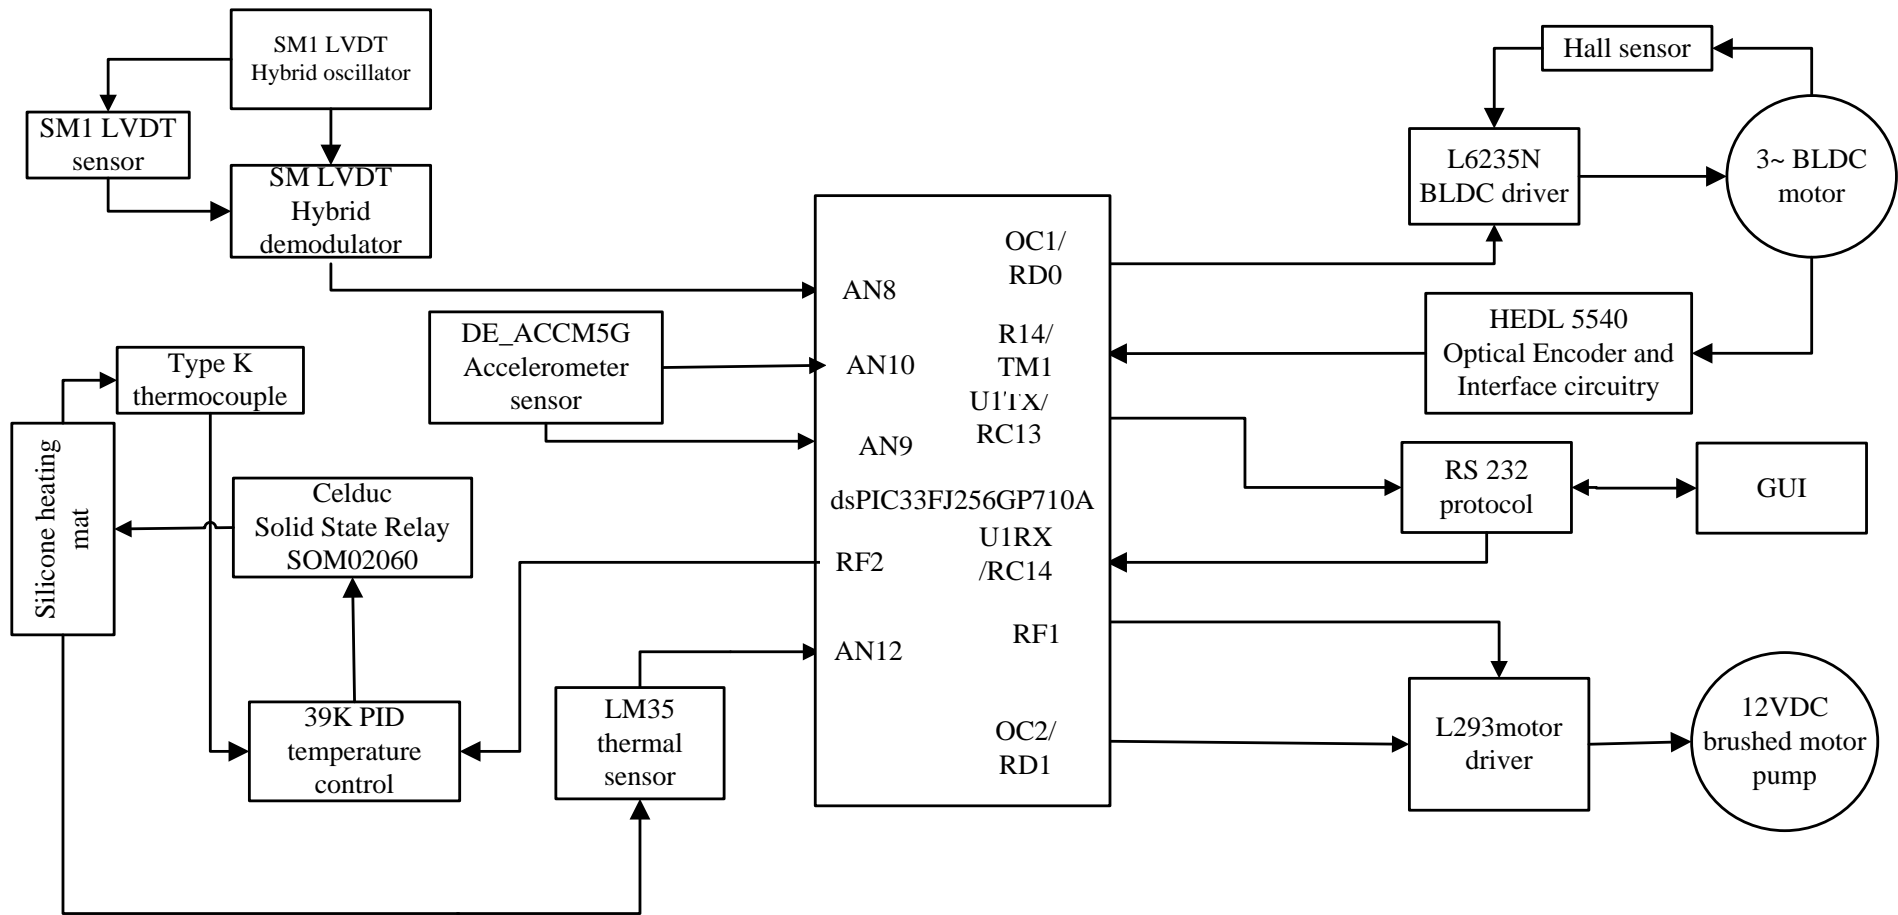 SM1 LVDT
Hybrid oscillator
SM1 LVDT
sensor
SM LVDT
Hybrid
demodulator
DE_ACCM5G
Accelerometer
sensor
Type K
thermocouple
Silicone heating
mat
Celduc
Solid State Relay
SOM02060
39K PID
temperature
control
LM35
thermal
sensor
AN8
AN10
AN9
dsPIC33FJ256GP710A
RF2
AN12
OC1/
RD0
R14/
TM1
U1TX/
RC13
U1RX
/RC14
RF1
OC2/
RD1
Hall sensor
L6235N
BLDC driver
3~ BLDC
motor
HEDL 5540
Optical Encoder and
Interface circuitry
RS 232
protocol
GUI
L293motor
driver
12VDC
brushed motor
pump